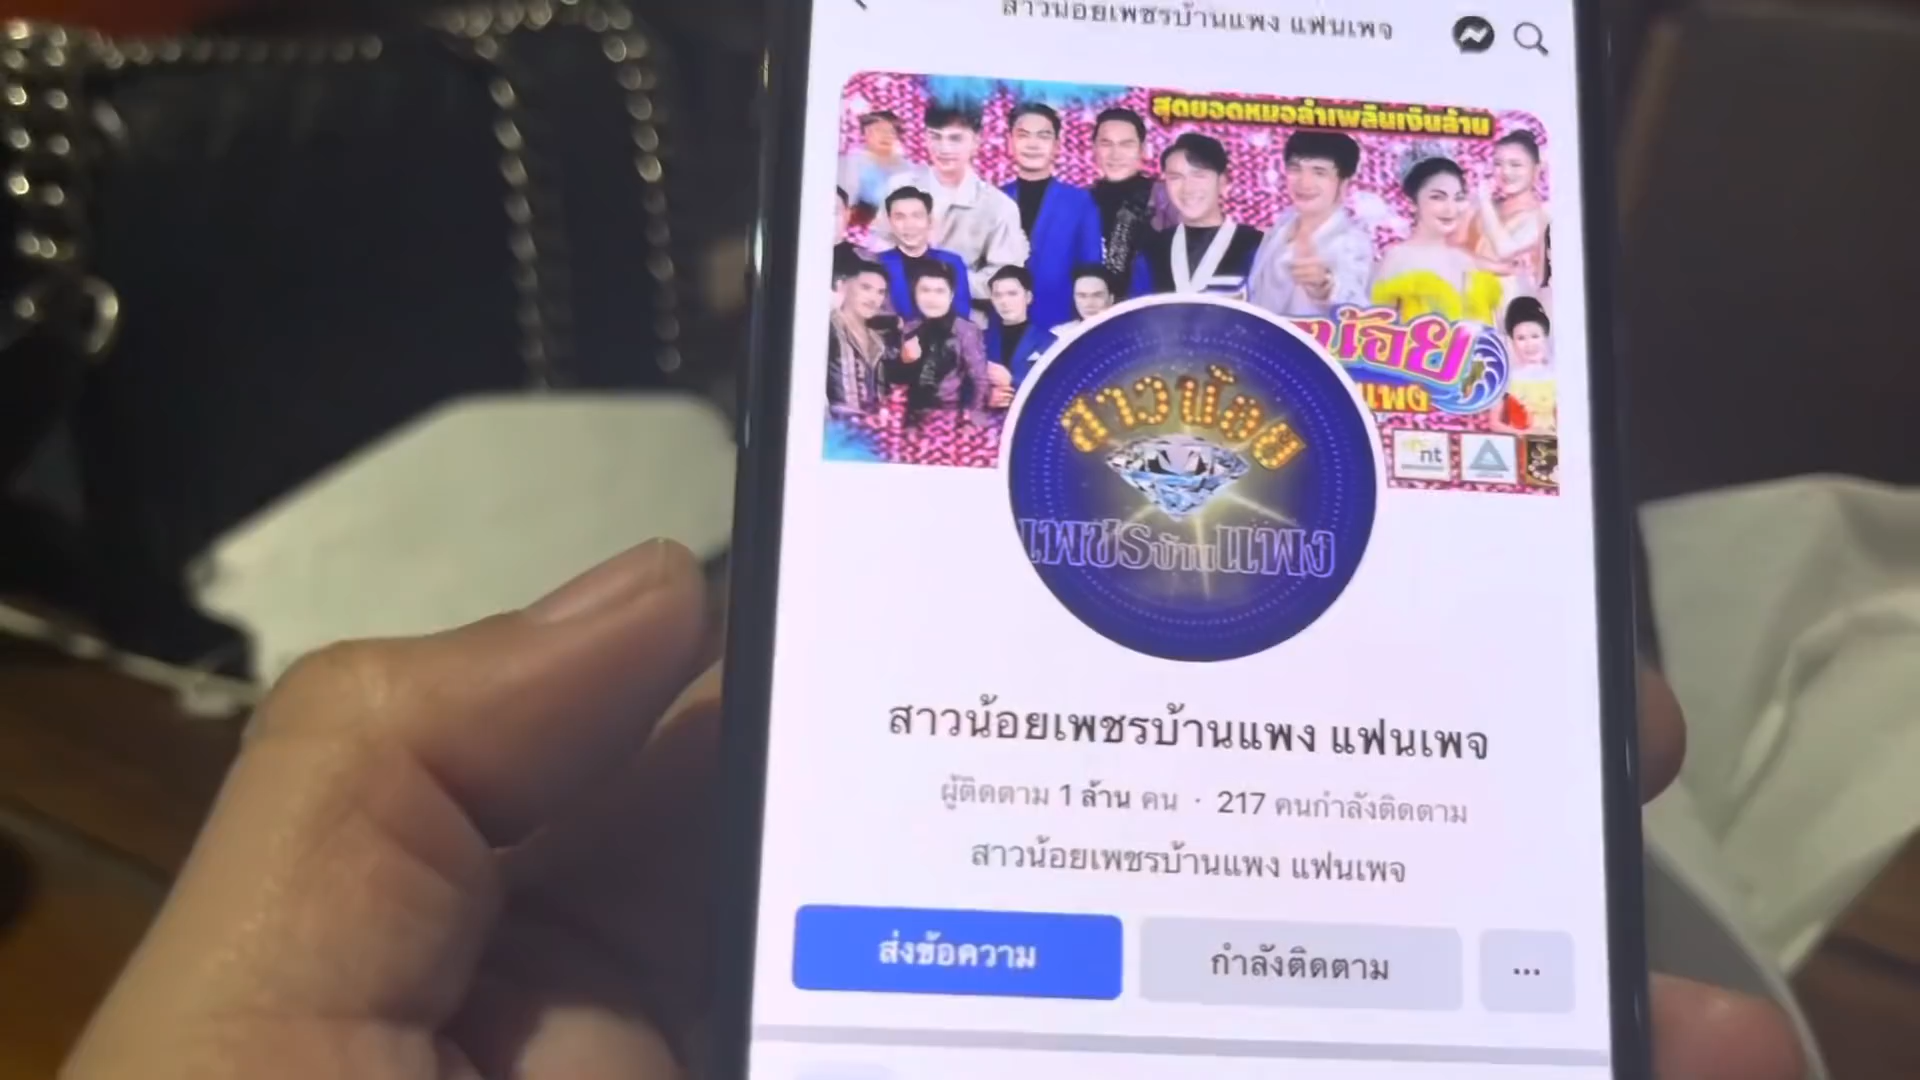 สาวน้อยเพชรบ้านแพง แฟนเพจ
สุดยอดหมอลำเพลินเงินล้าน
น้อย
แพง
nt
สาวน้อย
เพชรบ้านแพง
สาวน้อยเพชรบ้านแพง แฟนเพจ
ผู้ติดตาม 1 ล้าน คน · 217 คนกำลังติดตาม
สาวน้อยเพชรบ้านแพง แฟนเพจ
ส่งข้อความ
กำลังติดตาม
...